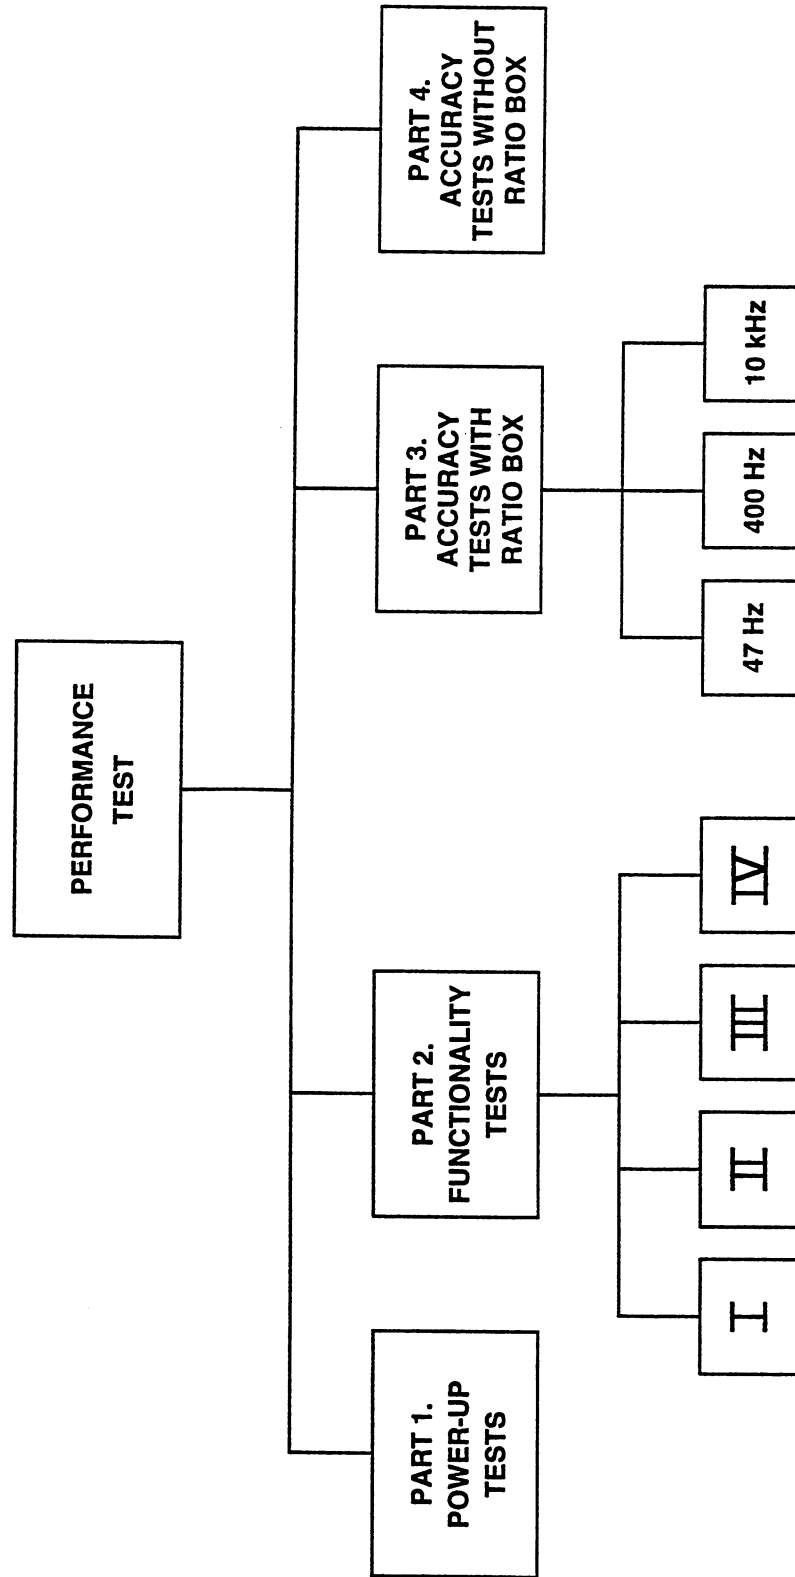 PERFORMANCE
TEST
PART 1.
POWER-UP
TESTS
PART 2.
FUNCTIONALITY
TESTS
PART 3.
ACCURACY
TESTS WITH
RATIO BOX
PART 4.
ACCURACY
TESTS WITHOUT
RATIO BOX
I
II
III
IV
47 Hz
400 Hz
10 kHz